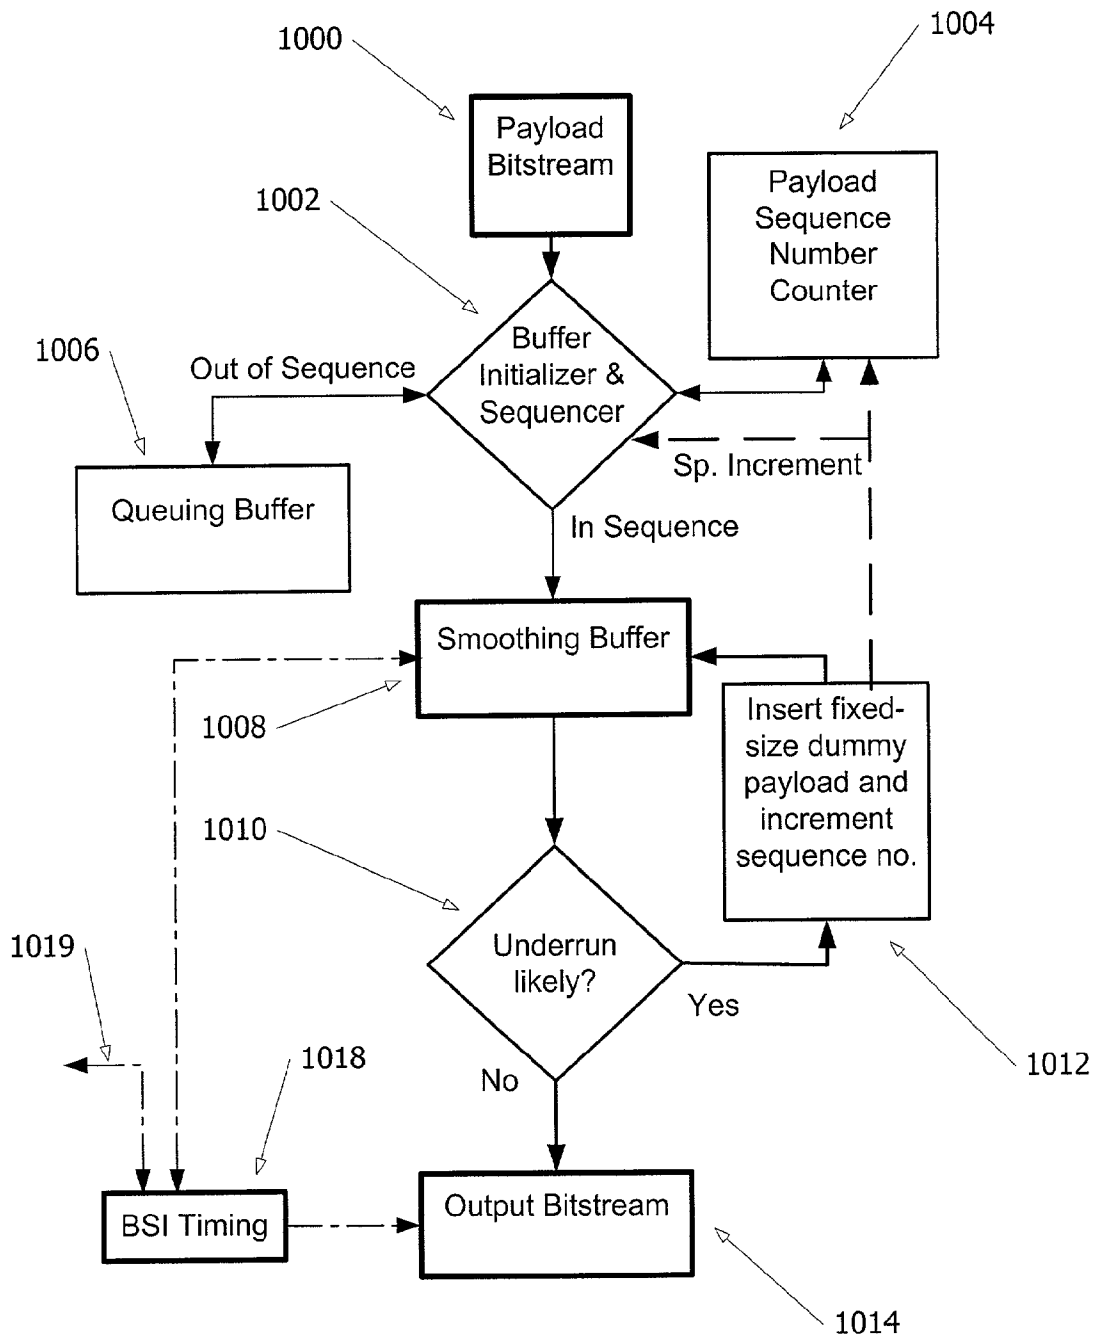 1000
1004
Payload
Bitstream
1002
Payload
Sequence
Number
Counter
1006
Out of Sequence
Buffer
Initializer &
Sequencer
Sp. Increment
Queuing Buffer
In Sequence
Smoothing Buffer
1008
Insert fixed-
size dummy
payload and
increment
sequence no.
1010
1019
Underrun
likely?
Yes
1018
1012
No
BSI Timing
Output Bitstream
1014